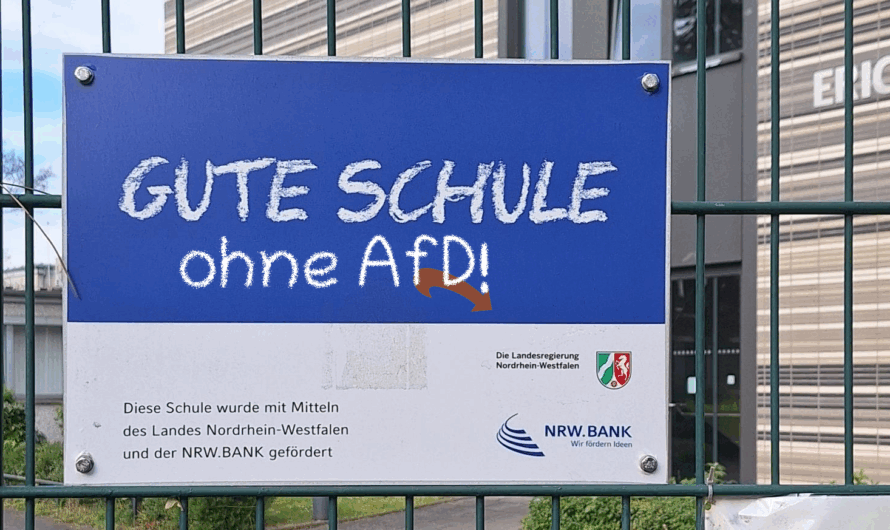 ERIC
GUTE SCHULE
ohne AfD!
Die Landesregierung
Nordrhein-Westfalen
Diese Schule wurde mit Mitteln
des Landes Nordrhein-Westfalen
und der NRW.BANK gefördert
NRW.BANK
Wir fördern Ideen